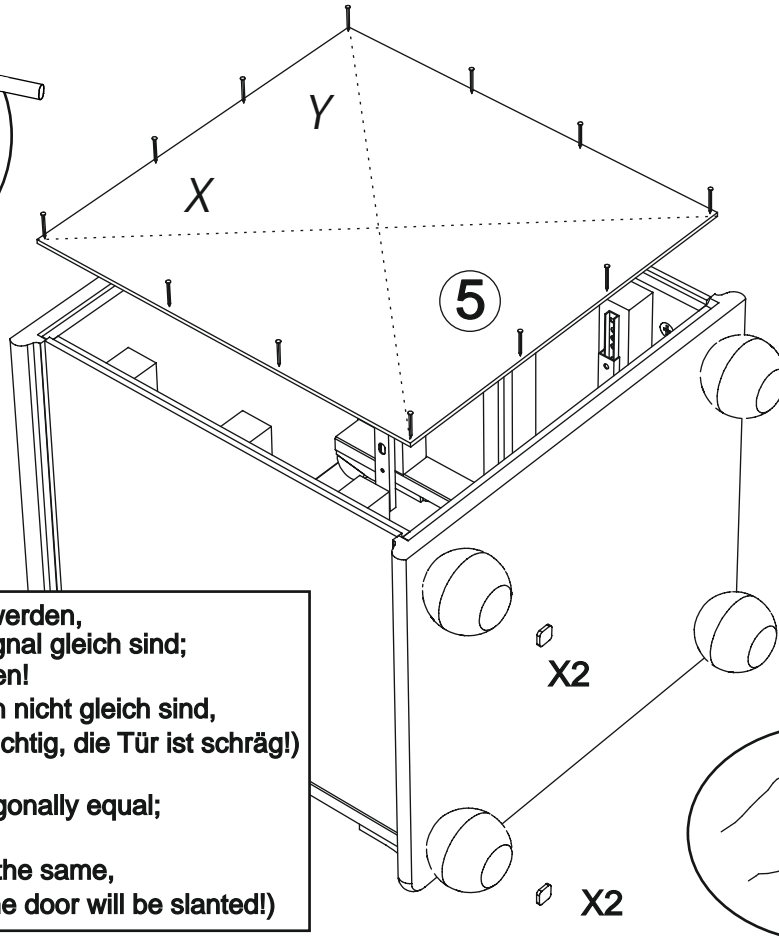 Y
X
5
werden,
gnal gleich sind;
en!
n nicht gleich sind,
chtig, die Tür ist schräg!)
gonally equal;
the same,
ne door will be slanted!)
X2
X2